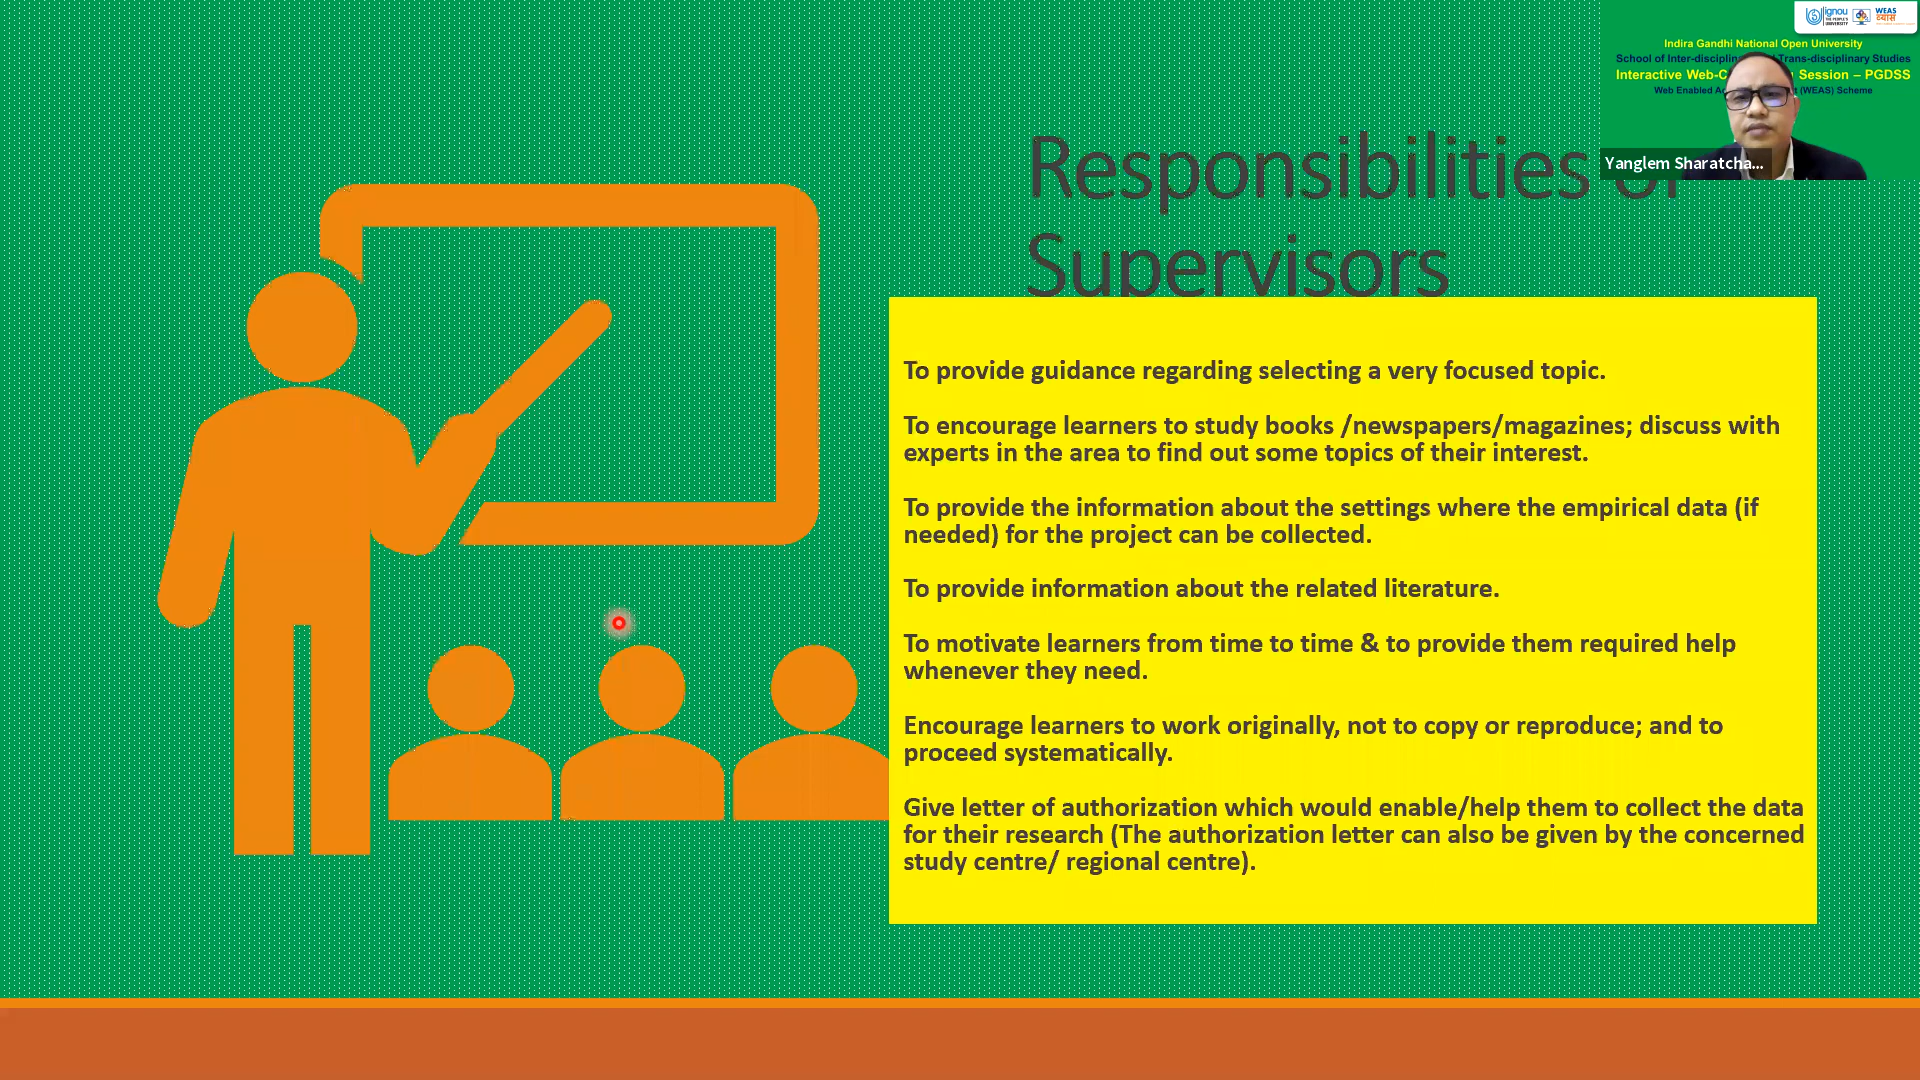 ignou
THE PEOPLE'S
UNIVERSITY
WEAS
व्यास
Indira Gandhi National Open University
School of Inter-disciplin Trans-disciplinary Studies
Interactive Web-C Session – PGDSS
Web Enabled A (WEAS) Scheme
Yanglem Sharatcha...
Responsibilities of
Supervisors
To provide guidance regarding selecting a very focused topic.
To encourage learners to study books /newspapers/magazines; discuss with
experts in the area to find out some topics of their interest.
To provide the information about the settings where the empirical data (if
needed) for the project can be collected.
To provide information about the related literature.
To motivate learners from time to time & to provide them required help
whenever they need.
Encourage learners to work originally, not to copy or reproduce; and to
proceed systematically.
Give letter of authorization which would enable/help them to collect the data
for their research (The authorization letter can also be given by the concerned
study centre/ regional centre).